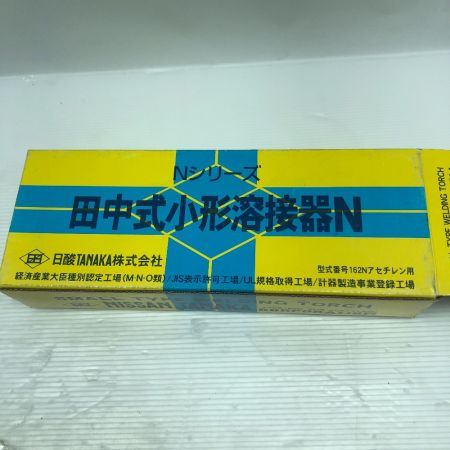 Nシリーズ
田中式小形溶接器N
日酸TANAKA株式会社
型式番号162Nアセチレン用
経済産業大臣種別認定工場(M・N・O類)/JIS表示許可工場/UL規格取得工場/計器製造事業登録工場
WELDING TORCH